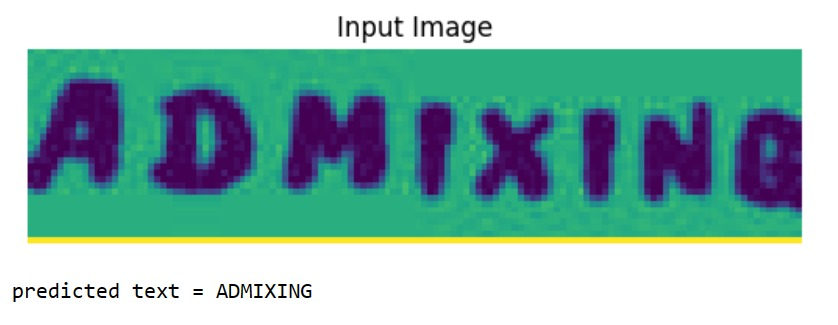 Input Image
ADMIXING
predicted text = ADMIXING